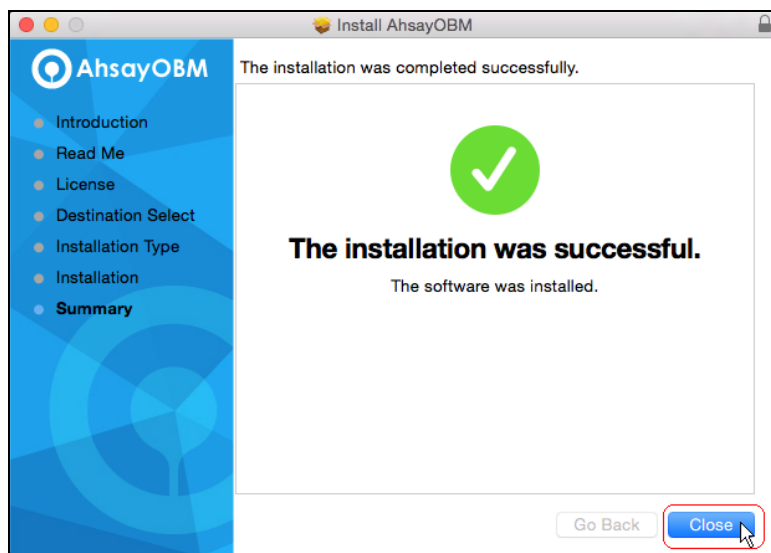 Install AhsayOBM
AhsayOBM
The installation was completed successfully.
Introduction
Read Me
License
Destination Select
Installation Type
Installation
Summary
The installation was successful.
The software was installed.
Go Back
Close